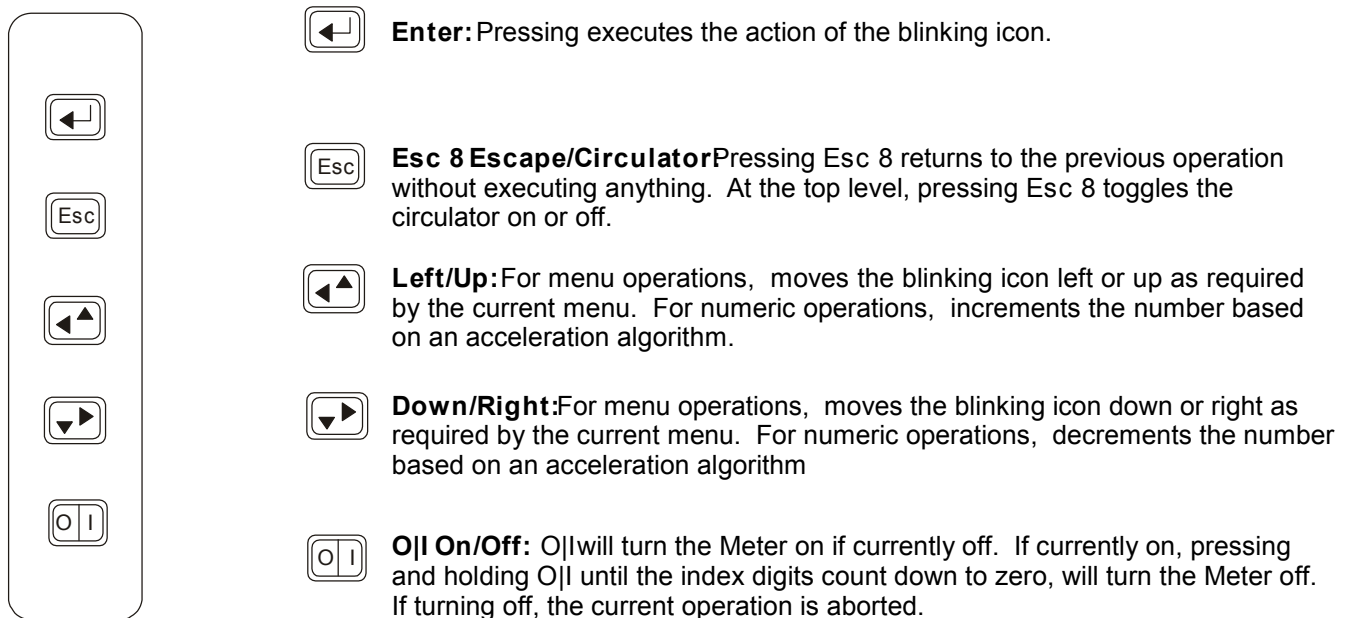 Enter: Pressing executes the action of the blinking icon.
Esc
Esc
Esc 8 Escape/Circulator Pressing Esc 8 returns to the previous operation
without executing anything. At the top level, pressing Esc 8 toggles the
circulator on or off.
Left/Up: For menu operations, moves the blinking icon left or up as required
by the current menu. For numeric operations, increments the number based
on an acceleration algorithm.
Down/Right: For menu operations, moves the blinking icon down or right as
required by the current menu. For numeric operations, decrements the number
based on an acceleration algorithm
O I
O I
O|I On/Off: O|I will turn the Meter on if currently off. If currently on, pressing
and holding O|I until the index digits count down to zero, will turn the Meter off.
If turning off, the current operation is aborted.